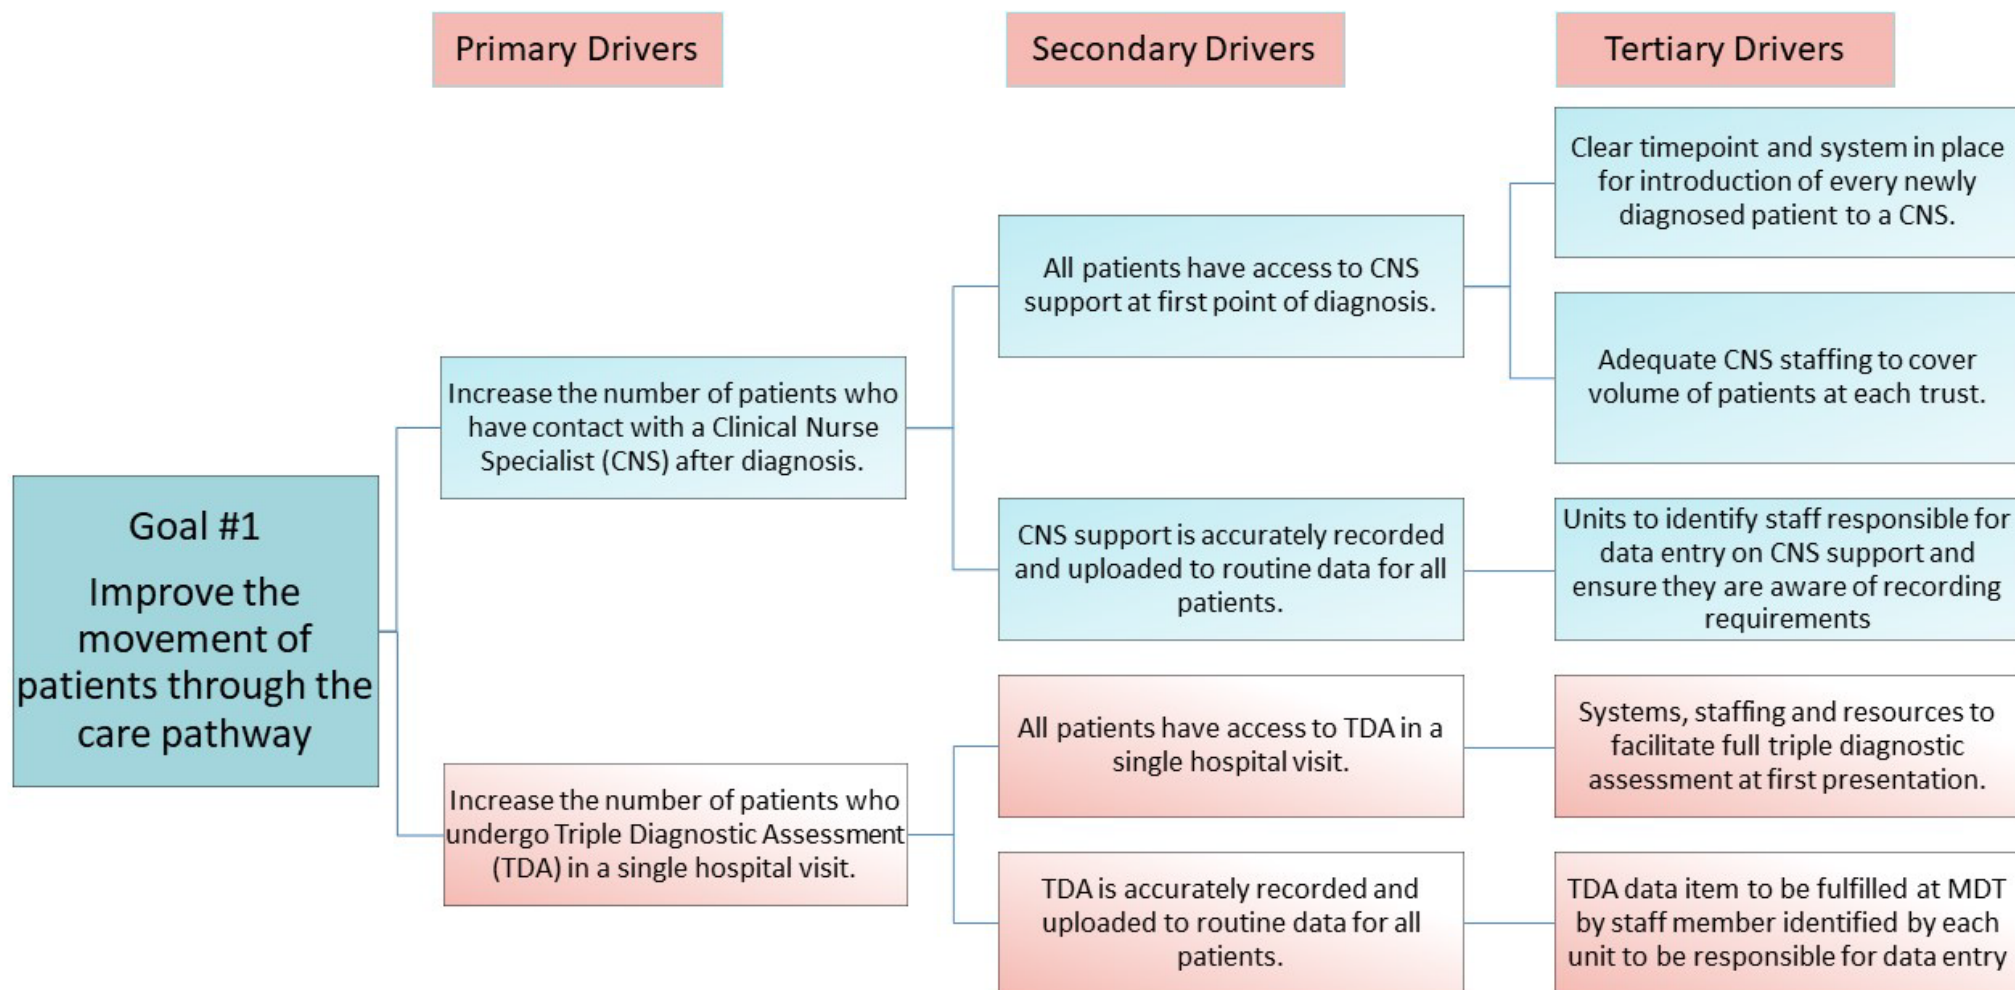 Primary Drivers
Secondary Drivers
Tertiary Drivers
Goal #1
Improve the
movement of
patients through the
care pathway
Increase the number of patients who
have contact with a Clinical Nurse
Specialist (CNS) after diagnosis.
All patients have access to CNS
support at first point of diagnosis.
Clear timepoint and system in place
for introduction of every newly
diagnosed patient to a CNS.
Adequate CNS staffing to cover
volume of patients at each trust.
CNS support is accurately recorded
and uploaded to routine data for all
patients.
Units to identify staff responsible for
data entry on CNS support and
ensure they are aware of recording
requirements
Increase the number of patients who
undergo Triple Diagnostic Assessment
(TDA) in a single hospital visit.
All patients have access to TDA in a
single hospital visit.
Systems, staffing and resources to
facilitate full triple diagnostic
assessment at first presentation.
TDA is accurately recorded and
uploaded to routine data for all
patients.
TDA data item to be fulfilled at MDT
by staff member identified by each
unit to be responsible for data entry